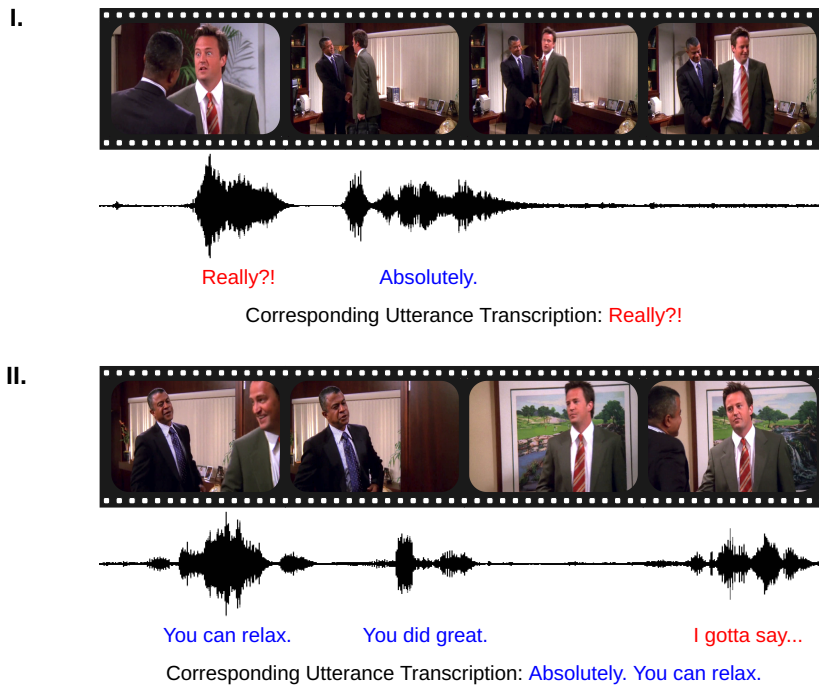 I.
Really?! Absolutely.
Corresponding Utterance Transcription: Really?!
II.
You can relax. You did great. I gotta say...
Corresponding Utterance Transcription: Absolutely. You can relax.